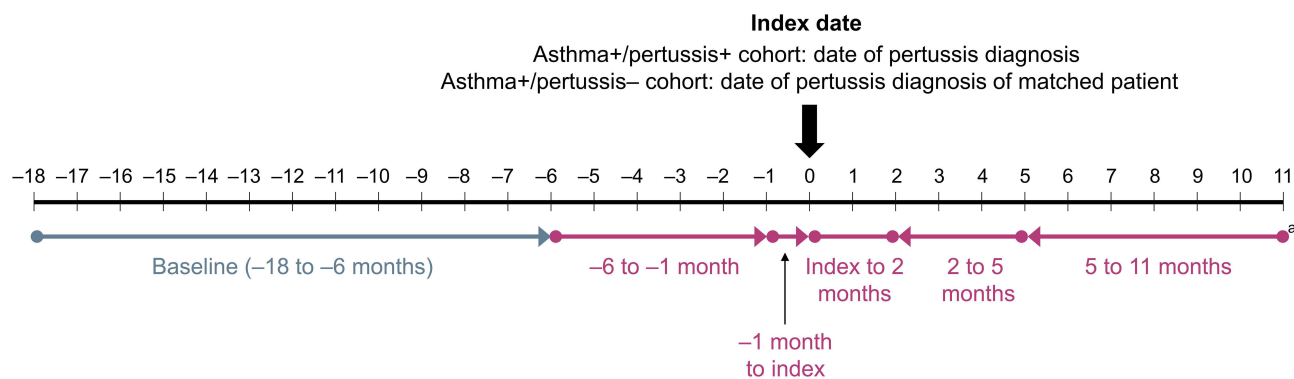 Index date
Asthma+/pertussis+ cohort: date of pertussis diagnosis
Asthma+/pertussis– cohort: date of pertussis diagnosis of matched patient
–18 –17 –16 –15 –14 –13 –12 –11 –10 –9 –8 –7 –6 –5 –4 –3 –2 –1 0 1 2 3 4 5 6 7 8 9 10 11
a
Baseline (–18 to –6 months)
–6 to –1 month
Index to 2
months
2 to 5
months
5 to 11 months
–1 month
to index